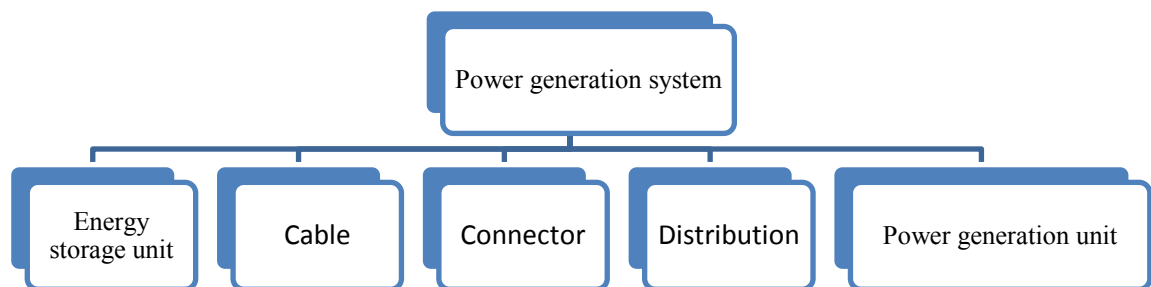 Power generation system
Energy
storage unit
Cable
Connector
Distribution
Power generation unit